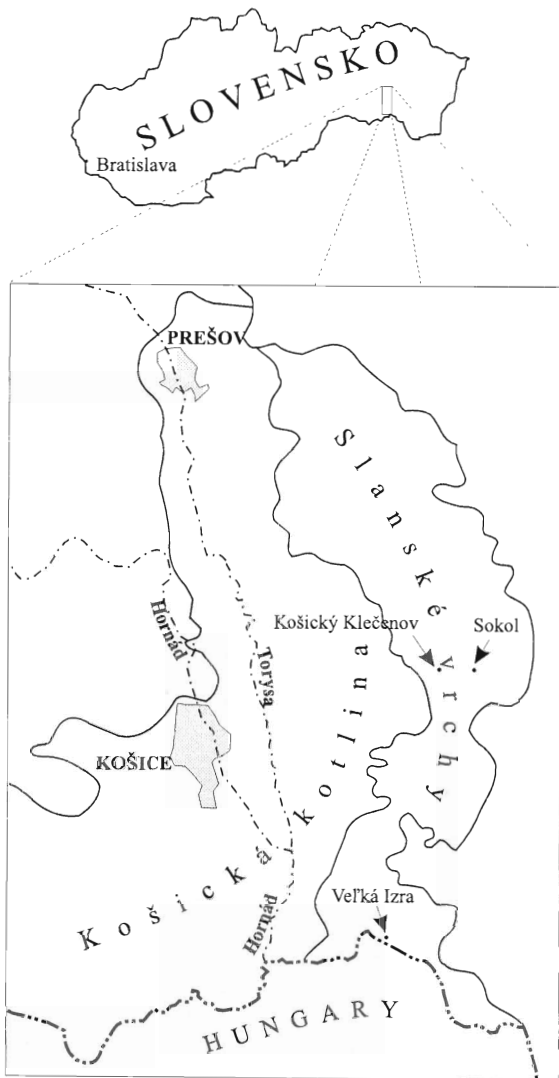 SLOVENSKO
Bratislava
PREŠOV
Slanské vrchy
Hornád
Košický Klečenov
Sokol
Torysa
KOŠICE
Košická kotlina
Veľká Izra
Hornád
HUNGARY